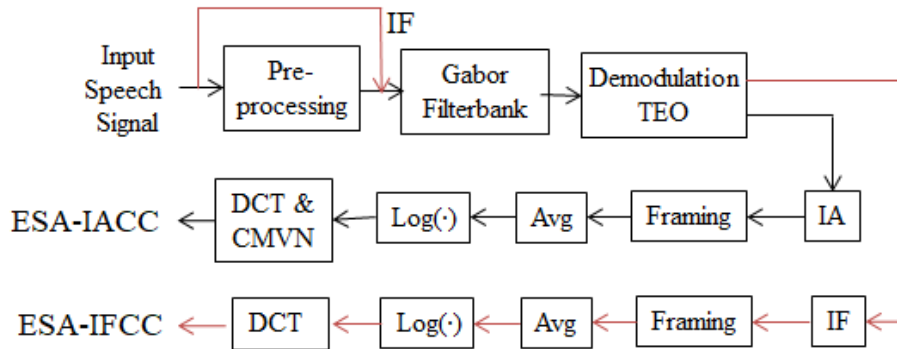 IF
Input
Speech
Signal
Pre-
processing
Gabor
Filterbank
Demodulation
TEO
ESA-IACC
DCT &
CMVN
Log(·)
Avg
Framing
IA
ESA-IFCC
DCT
Log(·)
Avg
Framing
IF